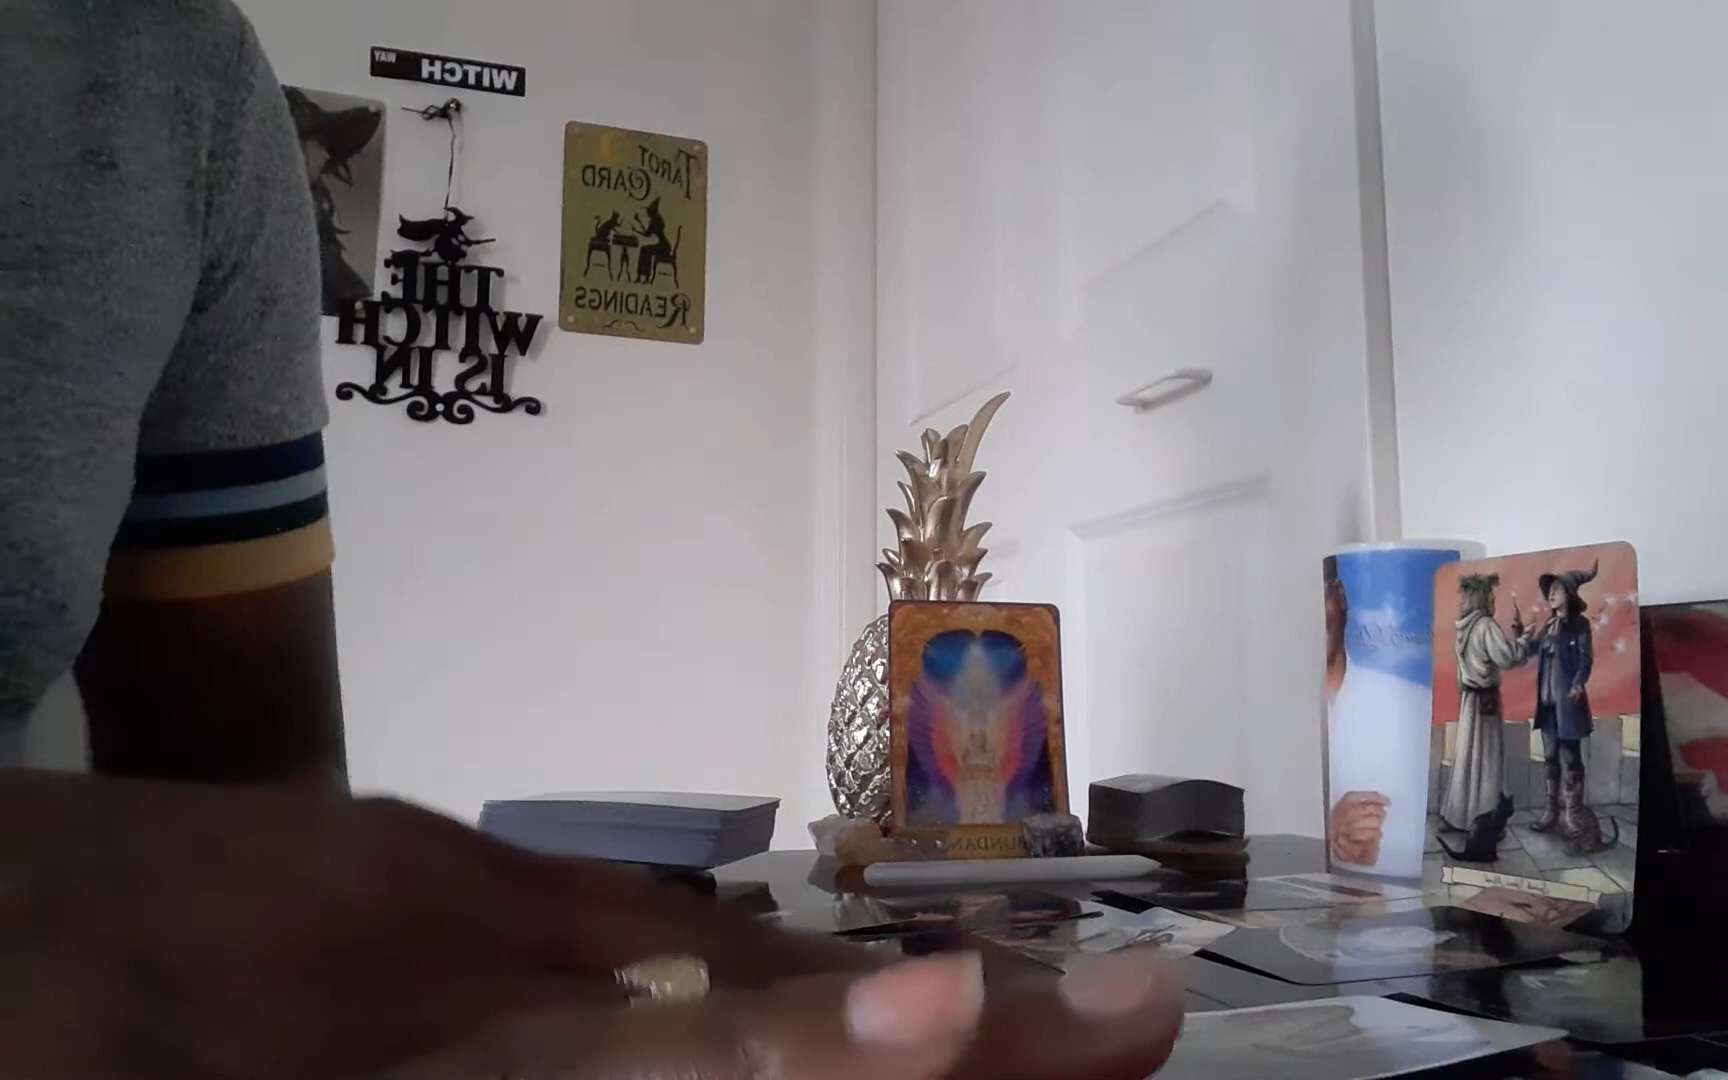 WITCH WAY
TAROT
CARD
READINGS
THE
WITCH
IS IN